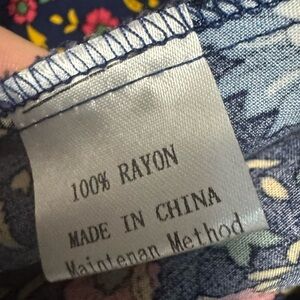 100% RAYON
MADE IN CHINA
Maintenan Method